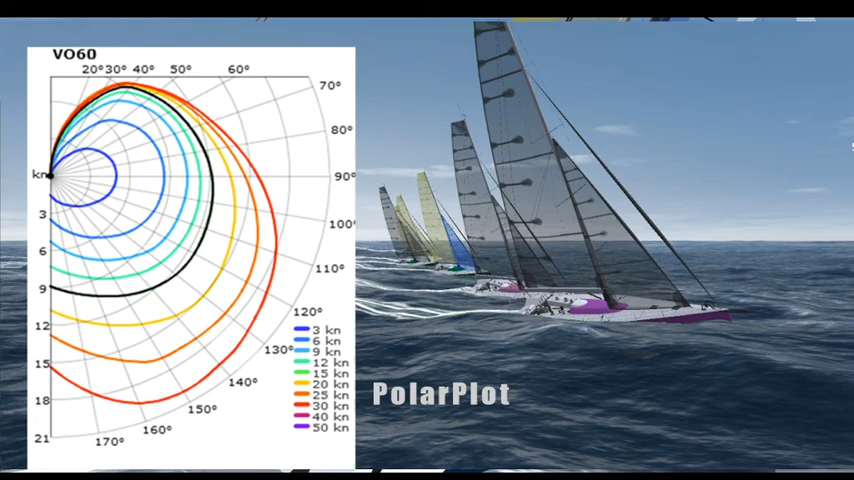 VO60
20° 30° 40° 50° 60°
70°
80°
kn 90°
3
100°
6
110°
9
120°
12
3 kn
6 kn
130° 9 kn
12 kn
15
15 kn
140° 20 kn
25 kn
18 150° 30 kn
160° 40 kn
21 170° 50 kn
PolarPlot